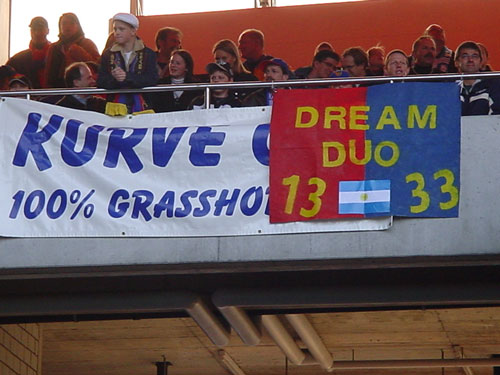 KURVE
100% GRASSHO
DREAM
DUO
13 33